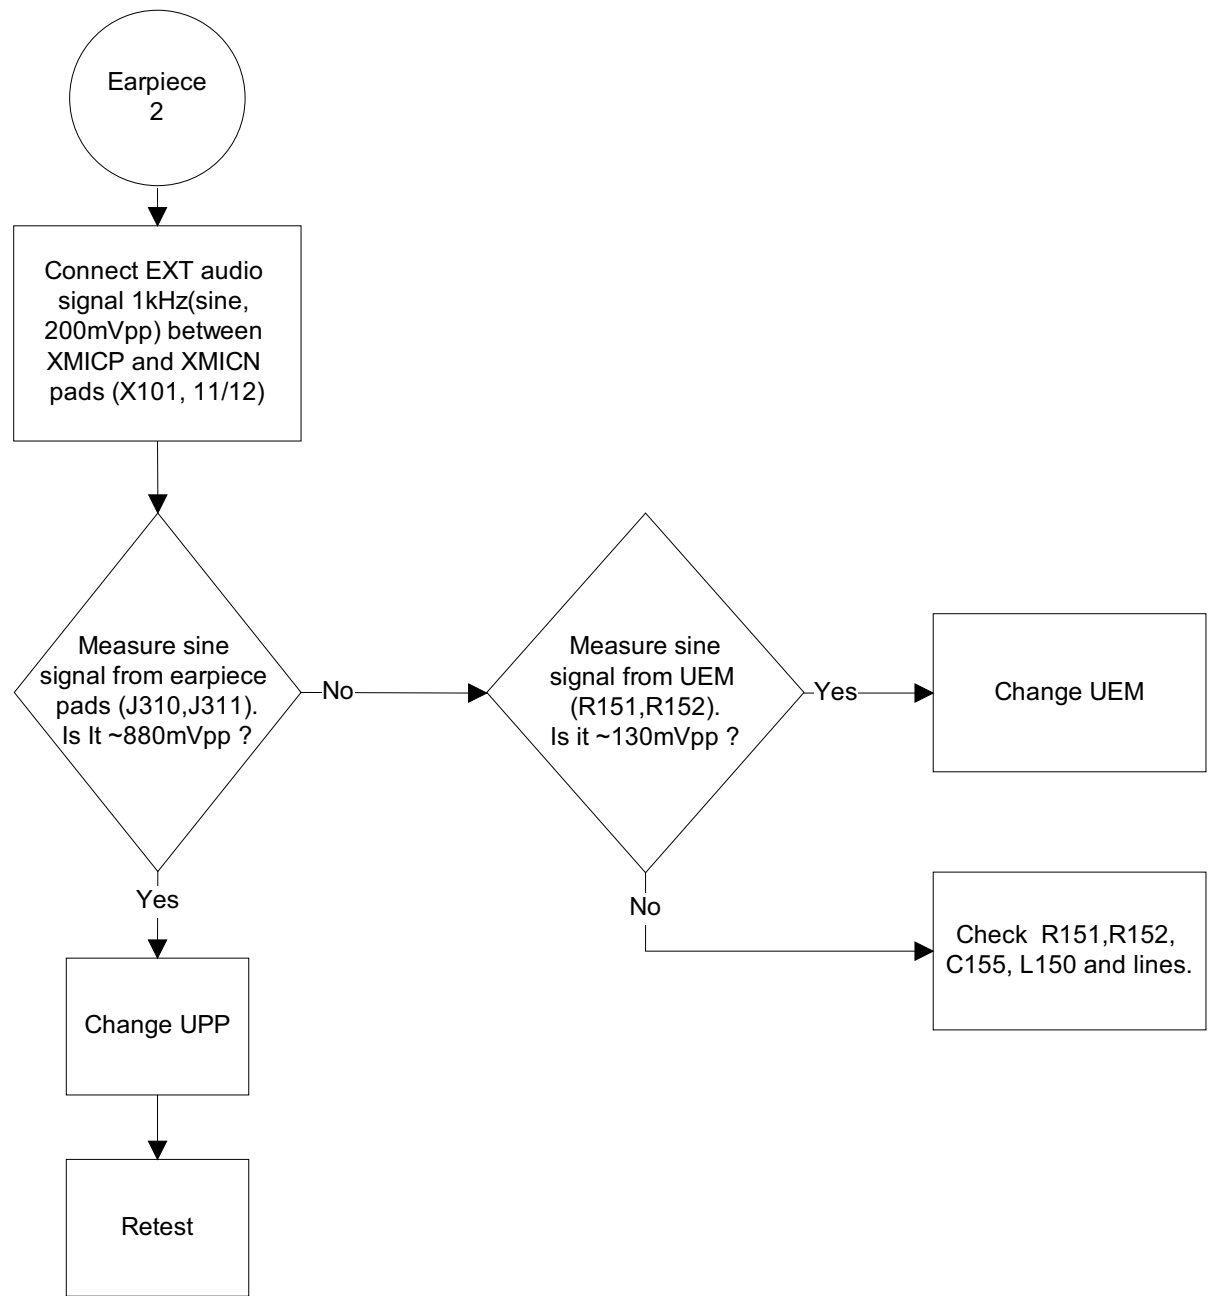 Earpiece
2
Connect EXT audio
signal 1kHz(sine,
200mVpp) between
XMICP and XMICN
pads (X101, 11/12)
Measure sine
signal from earpiece
pads (J310,J311).
Is It ~880mVpp ?
No
Measure sine
signal from UEM
(R151,R152).
Is it ~130mVpp ?
Yes
Change UEM
No
Check R151,R152,
C155, L150 and lines.
Yes
Change UPP
Retest